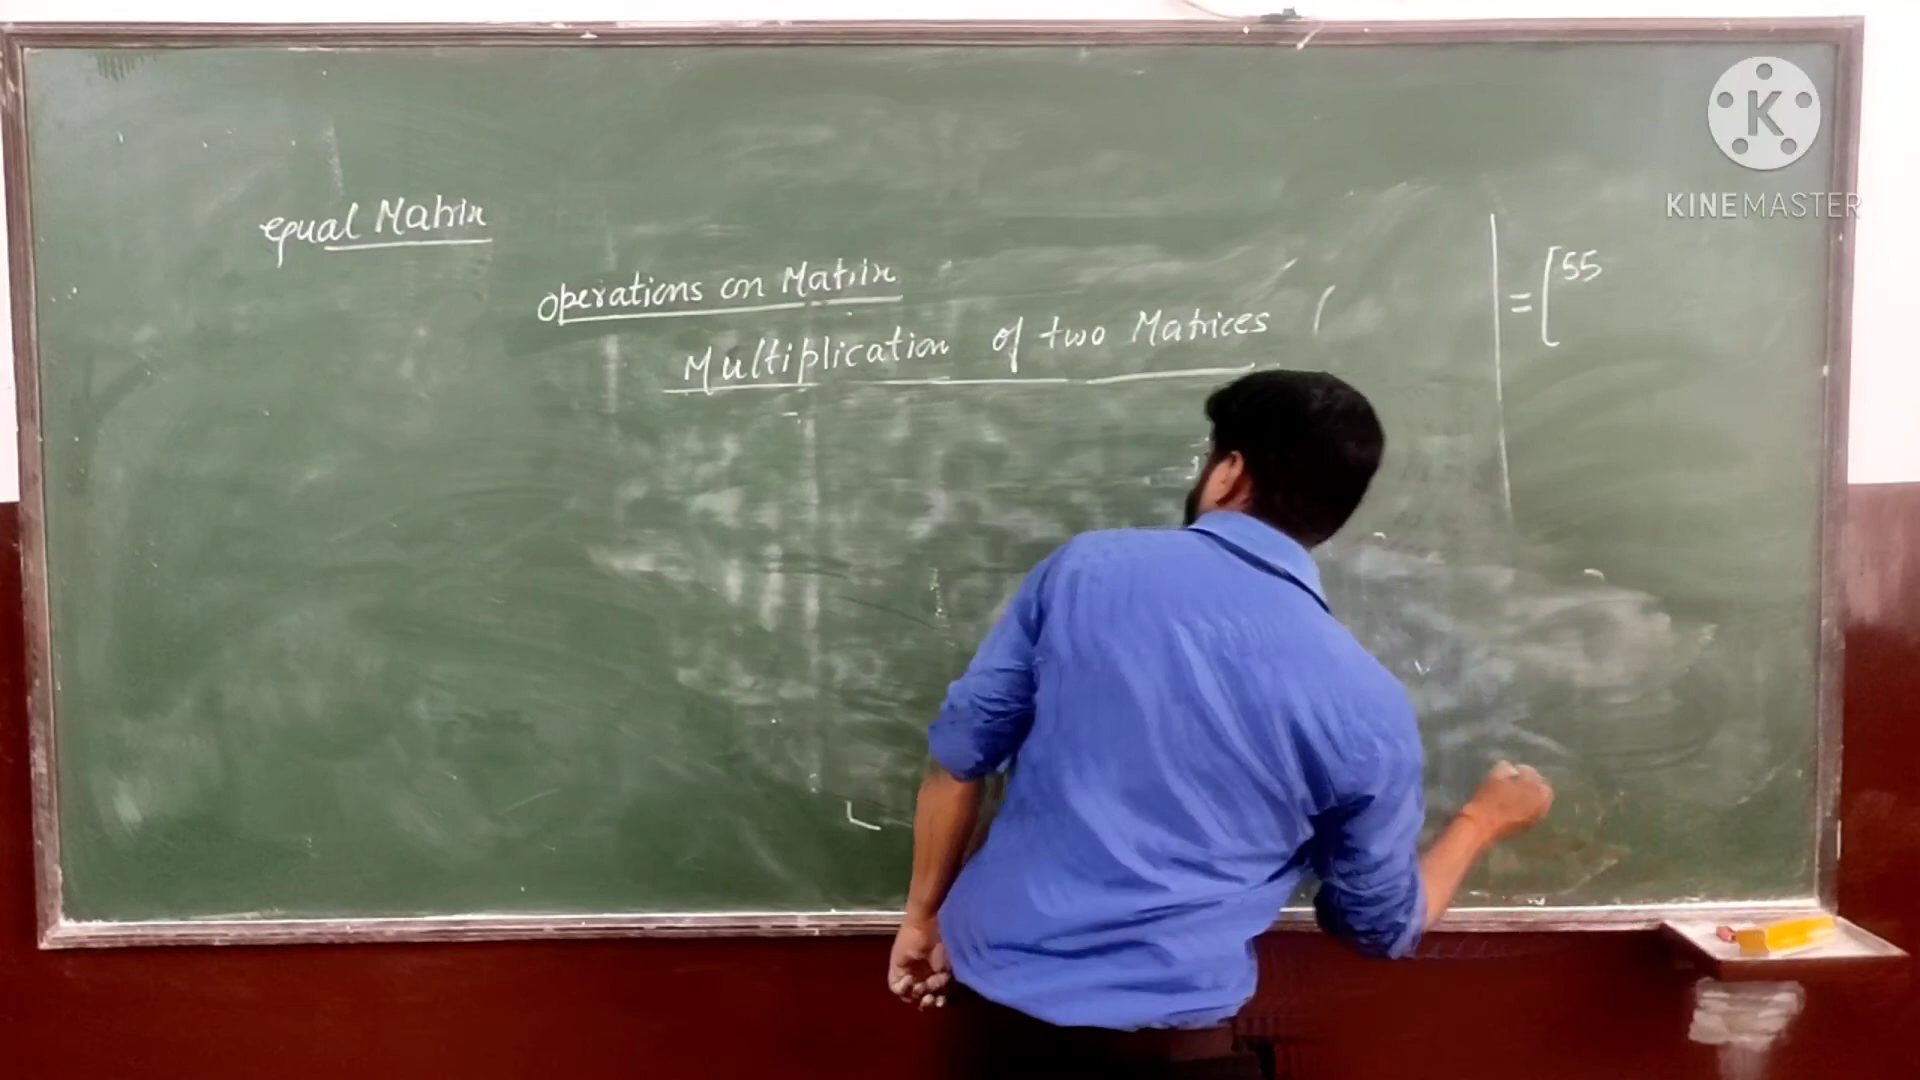 equal Matrix
operations on Matrix
Multiplication of two Matrices (
= [ 55
K
KINEMASTER